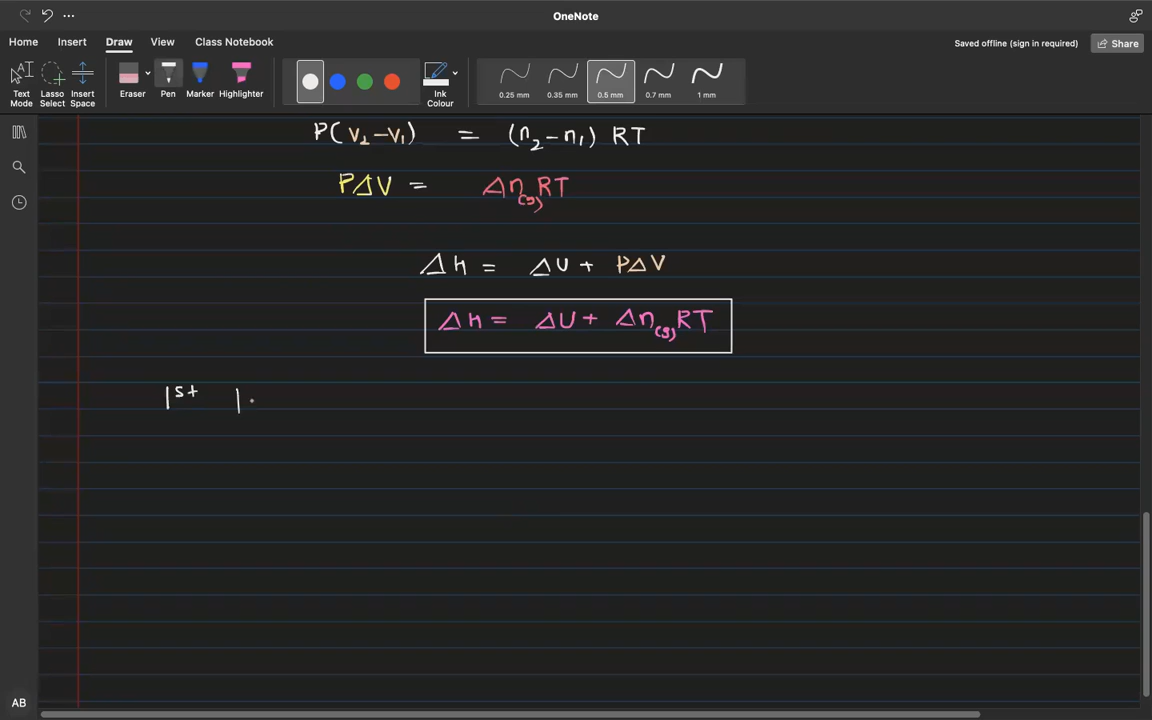 OneNote
Home Insert Draw View Class Notebook
Saved offline (sign in required) Share
Text Mode Lasso Select Insert Space Eraser Pen Marker Highlighter Ink Colour 0.25 mm 0.35 mm 0.5 mm 0.7 mm 1 mm
P(V₂-V₁) = (n₂-n₁) RT
PΔV = Δn(g)RT
ΔH = ΔU + PΔV
ΔH = ΔU + Δn(g)RT
1st
AB